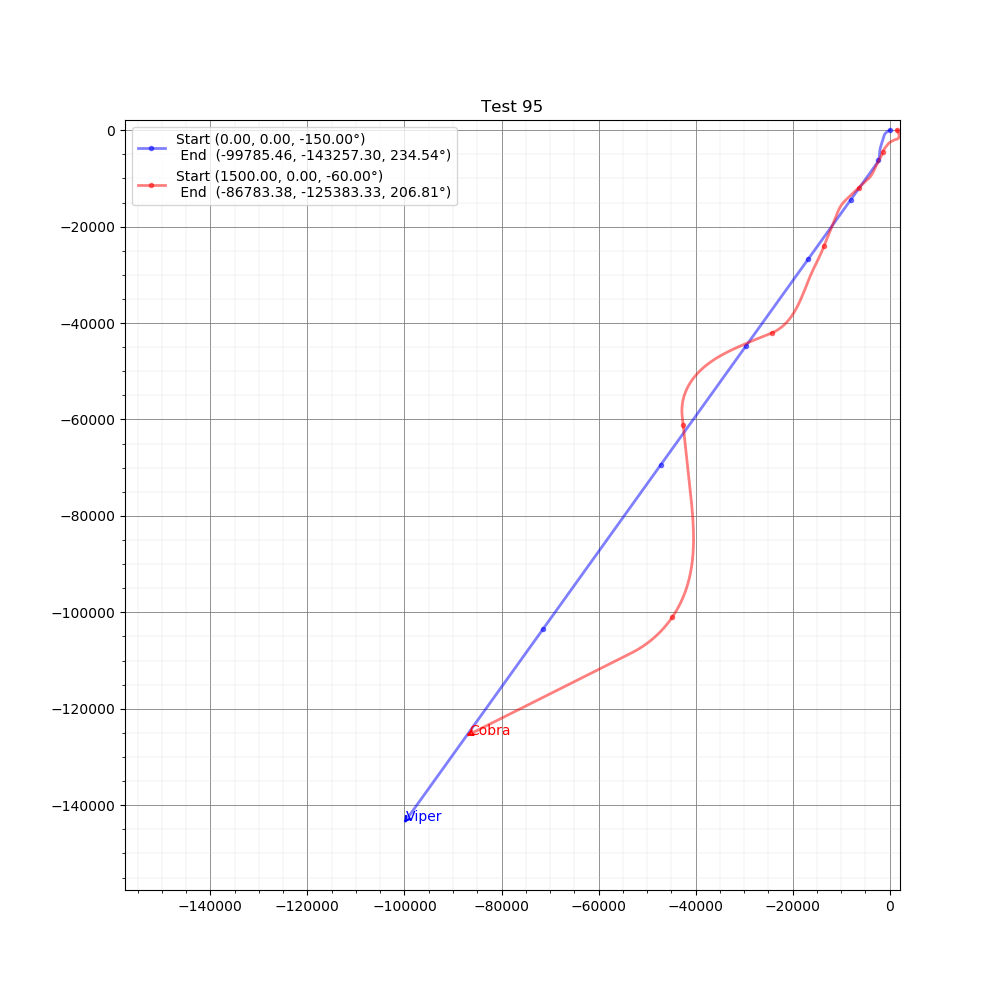 Test 95
Start (0.00, 0.00, -150.00°)
End  (-99785.46, -143257.30, 234.54°)
Start (1500.00, 0.00, -60.00°)
End  (-86783.38, -125383.33, 206.81°)
0
−20000
−40000
−60000
−80000
−100000
−120000
−140000
Cobra
Viper
−140000 −120000 −100000 −80000 −60000 −40000 −20000 0